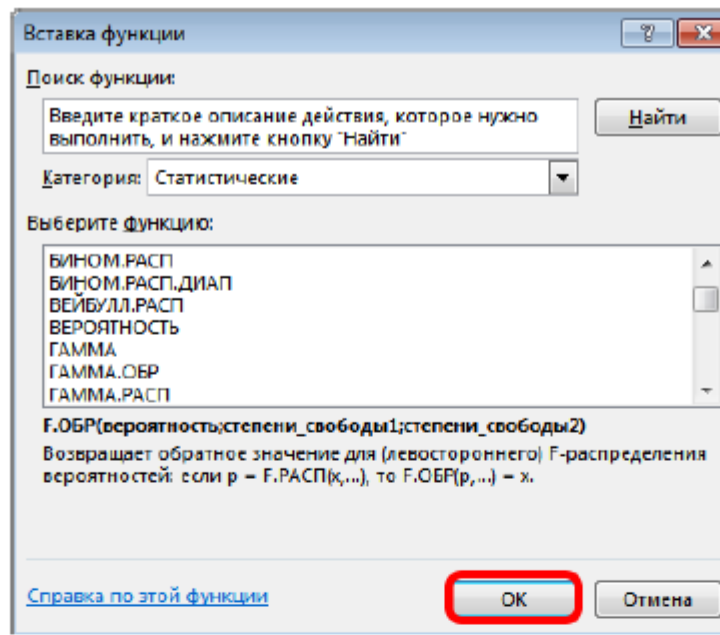 Вставка функции
Поиск функции:
Введите краткое описание действия, которое нужно
выполнить, и нажмите кнопку "Найти"
Найти
Категория: Статистические
Выберите функцию:
БИНОМ.РАСП
БИНОМ.РАСП.ДИАП
ВЕЙБУЛЛ.РАСП
ВЕРОЯТНОСТЬ
ГАММА
ГАММА.ОБР
ГАММА.РАСП
F.ОБР(вероятность;степени_свободы1;степени_свободы2)
Возвращает обратное значение для (левостороннего) F-распределения
вероятностей: если p = F.РАСП(x,...), то F.ОБР(p,...) = x.
Справка по этой функции
ОК
Отмена